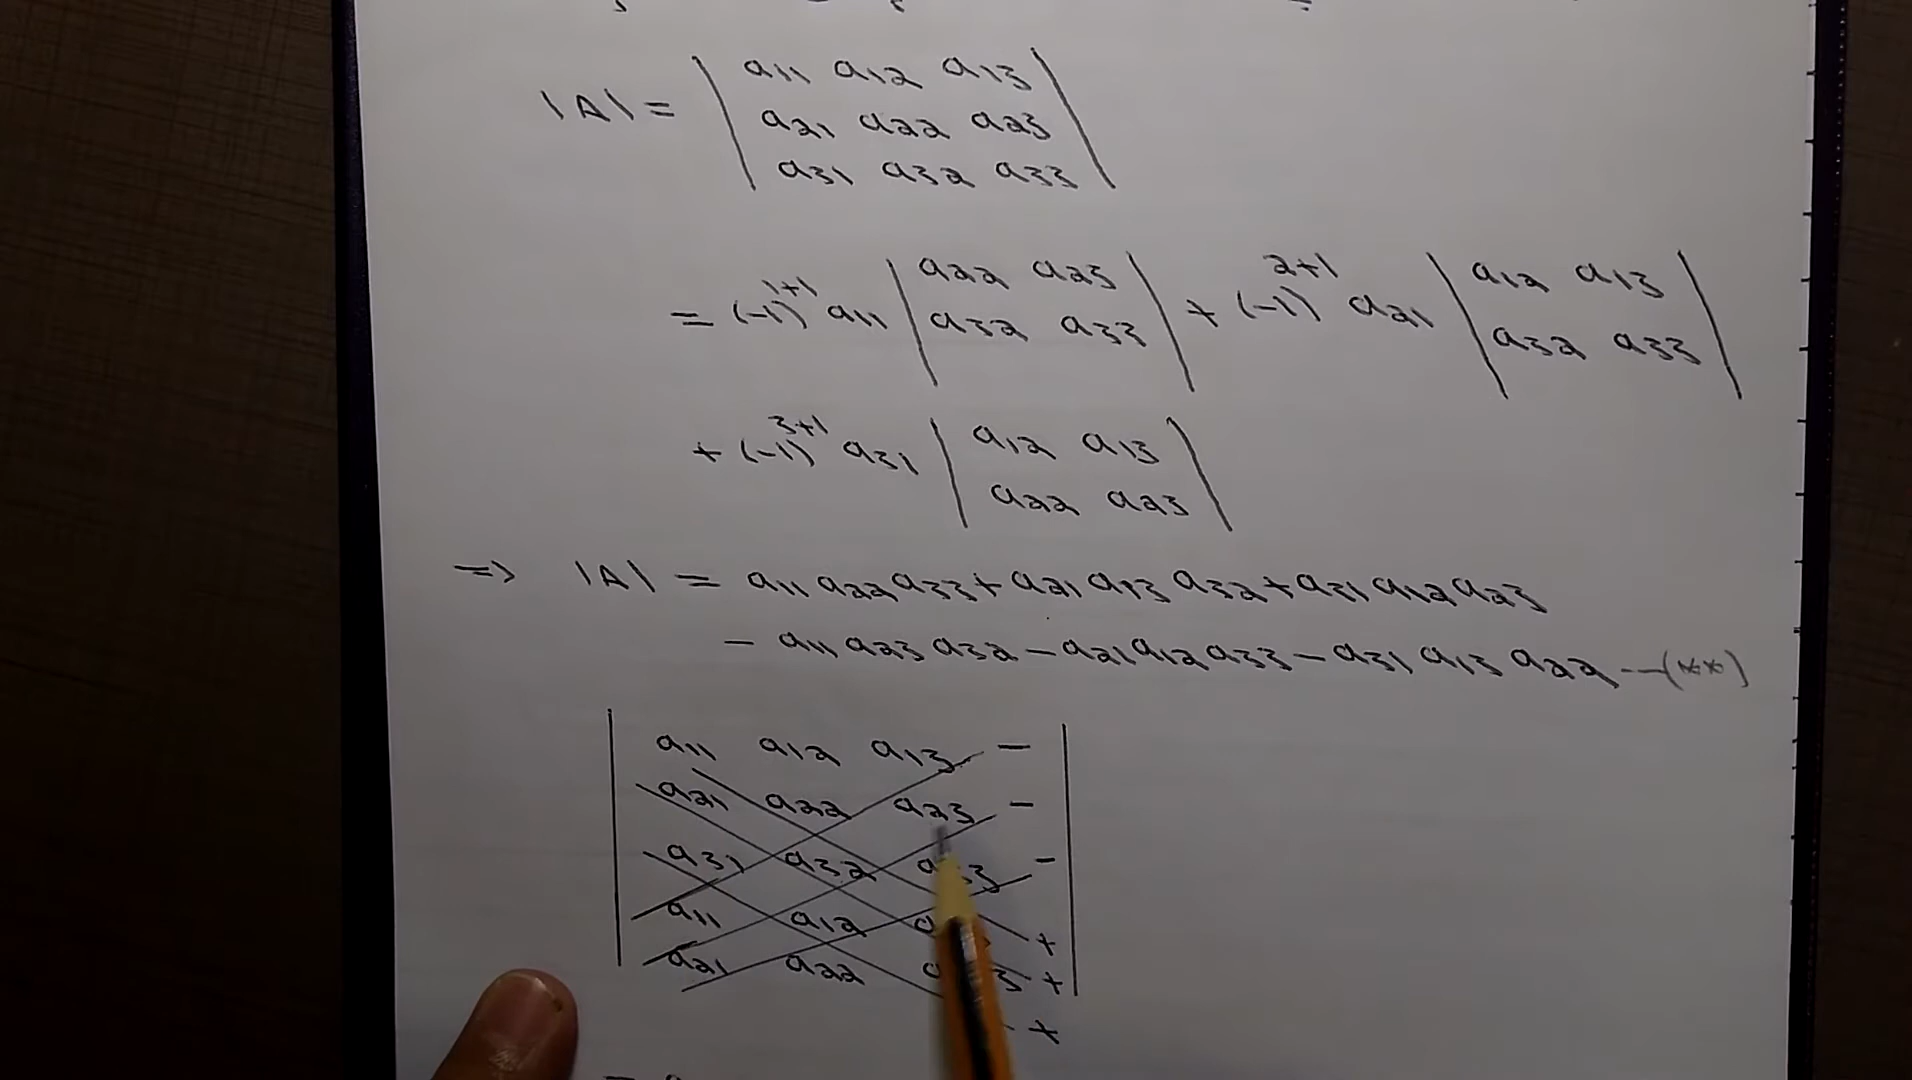 |A| = | a11 a12 a13 |
| a21 a22 a23 |
| a31 a32 a33 |
= (-1)^1+1 a11 | a22 a23 | + (-1)^2+1 a21 | a12 a13 |
| a32 a33 | | a32 a33 |
+ (-1)^3+1 a31 | a12 a13 |
| a22 a23 |
=> |A| = a11 a22 a33 + a21 a13 a32 + a31 a12 a23
- a11 a23 a32 - a21 a12 a33 - a31 a13 a22 --(**)
| a11 a12 a13 - |
a21 a22 a23 -
a31 a32 -
a11 a12 +
a21 a22 +
+